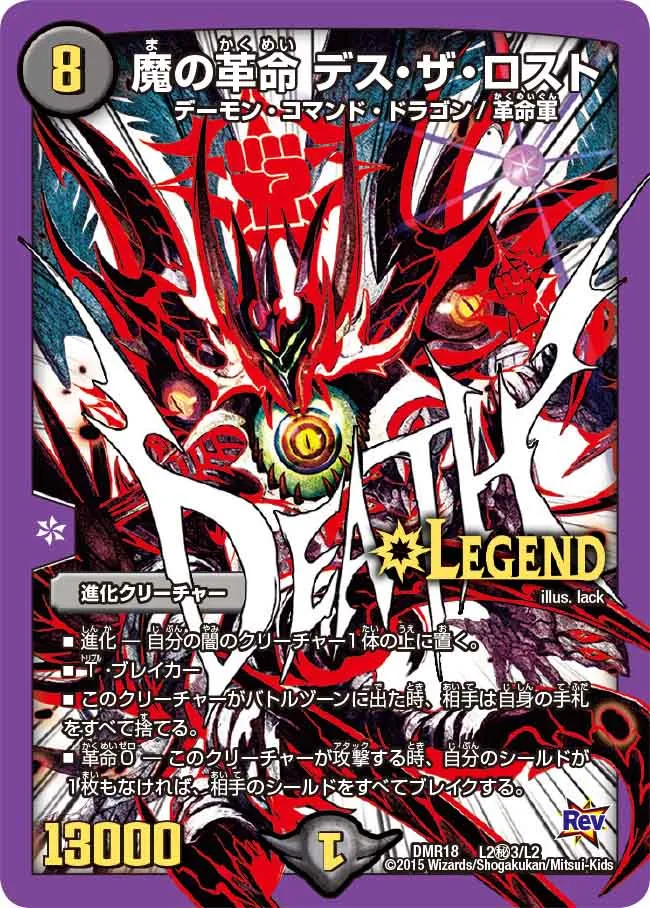 8
魔の革命 デス・ザ・ロスト
デーモン・コマンド・ドラゴン / 革命軍
DEATH
LEGEND
illus. lack
進化クリーチャー
■ 進化 ― 自分の闇のクリーチャー1体の上に置く。
■ T・ブレイカー
■ このクリーチャーがバトルゾーンに出た時、相手は自身の手札
をすべて捨てる。
■ 革命0 ― このクリーチャーが攻撃する時、自分のシールドが
1枚もなければ、相手のシールドをすべてブレイクする。
13000
1
Rev
DMR18 L2㊙3/L2
©2015 Wizards/Shogakukan/Mitsui-Kids